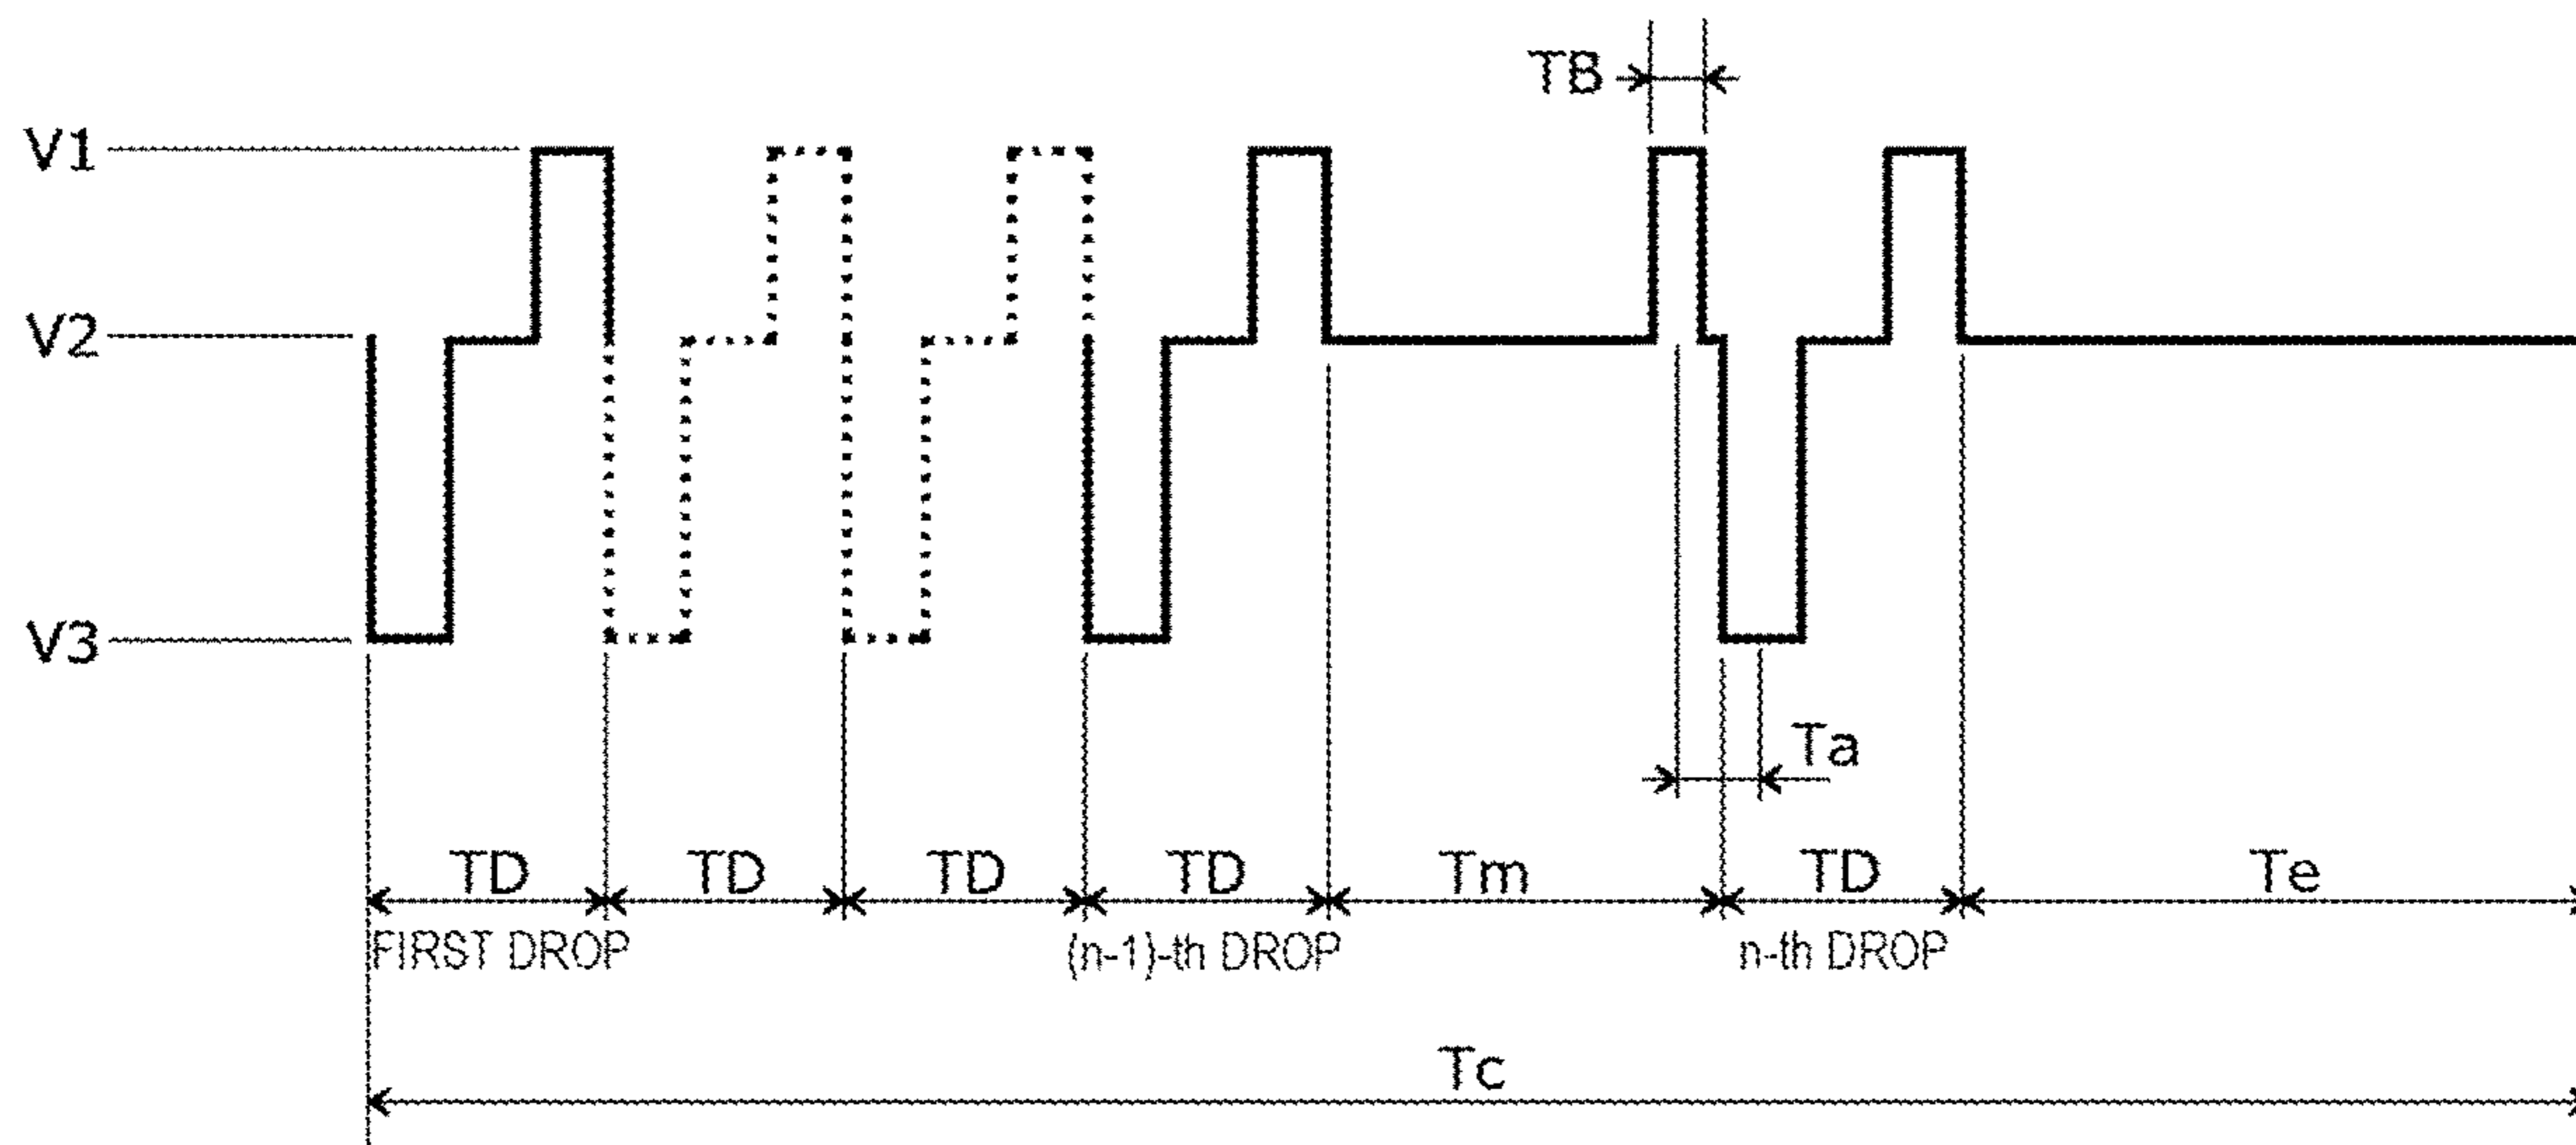 TB
V1
V2
V3
Ta
TD TD TD TD Tm TD Te
FIRST DROP (n-1)-th DROP n-th DROP
Tc